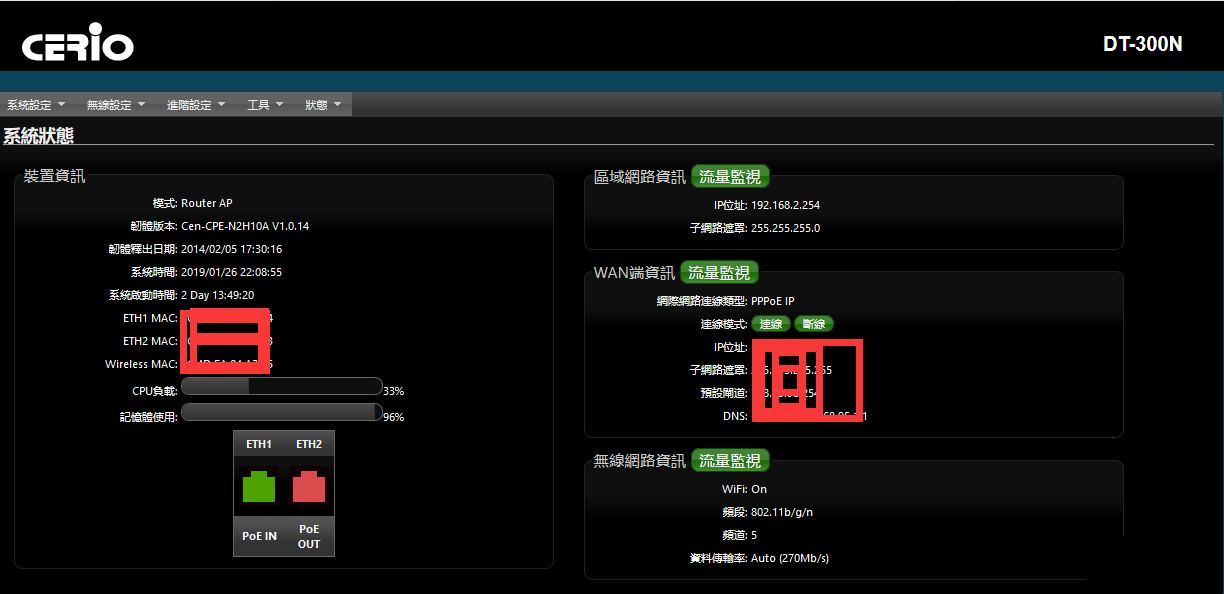 CERIO
DT-300N
系統設定 無線設定 進階設定 工具 狀態
系統狀態
裝置資訊
模式: Router AP
韌體版本: Cen-CPE-N2H10A V1.0.14
韌體釋出日期: 2014/02/05 17:30:16
系統時間: 2019/01/26 22:08:55
系統啟動時間: 2 Day 13:49:20
ETH1 MAC:
ETH2 MAC:
Wireless MAC:
CPU負載: 33%
記憶體使用: 96%
ETH1 ETH2
PoE IN PoE OUT
區域網路資訊 流量監視
IP位址: 192.168.2.254
子網路遮罩: 255.255.255.0
WAN端資訊 流量監視
網際網路連線類型: PPPoE IP
連線模式: 連線 斷線
IP位址:
子網路遮罩:
預設閘道:
DNS:
無線網路資訊 流量監視
WiFi: On
頻段: 802.11b/g/n
頻道: 5
資料傳輸率: Auto (270Mb/s)